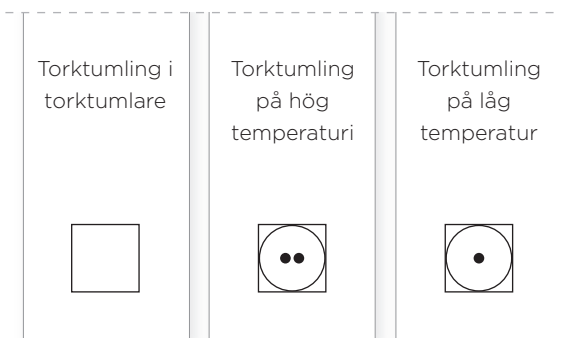 Torktumling i
torktumlare
Torktumling
på hög
temperaturi
Torktumling
på låg
temperatur